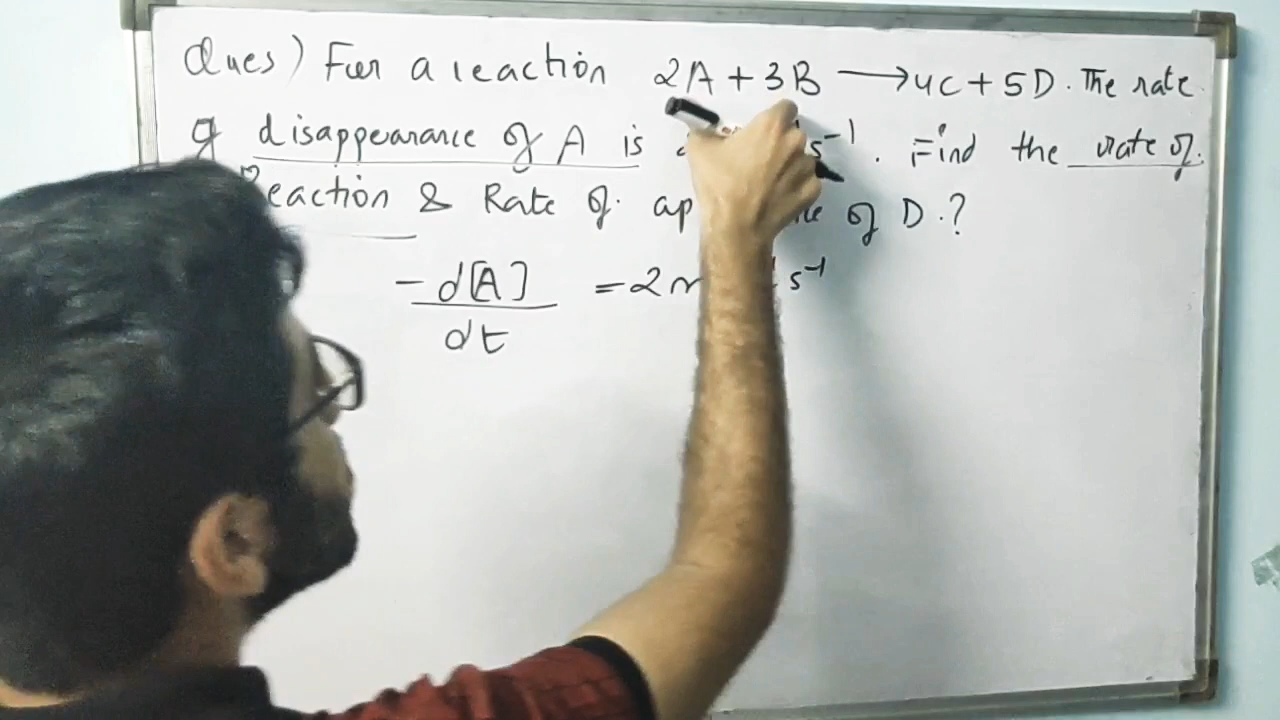 Ques) For a reaction 2A + 3B ⟶ 4C + 5D. The rate
of disappearance of A is s⁻¹. Find the rate of
Reaction & Rate of of D.?
-d[A]/dt = 2 s⁻¹